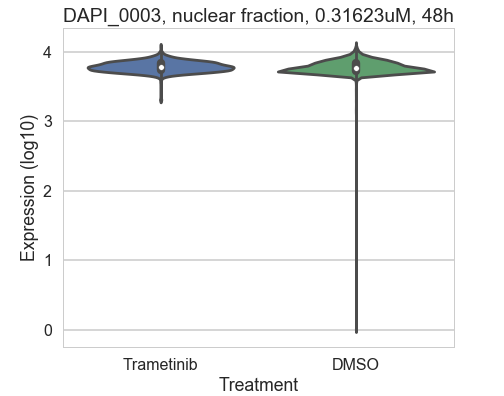 DAPI_0003, nuclear fraction, 0.31623uM, 48h
4
3
2
1
0
Expression (log10)
Trametinib
DMSO
Treatment